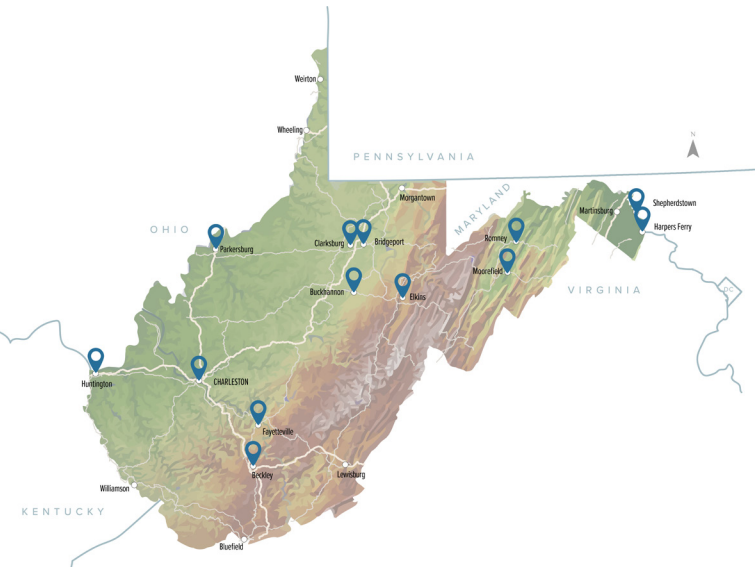 Weirton
Wheeling
PENNSYLVANIA
N
Morgantown
MARYLAND
Martinsburg
Shepherdstown
Harpers Ferry
OHIO
Parkersburg
Clarksburg
Bridgeport
Romney
Moorefield
Buckhannon
Elkins
VIRGINIA
DC
Huntington
CHARLESTON
Fayetteville
Beckley
Lewisburg
Williamson
KENTUCKY
Bluefield